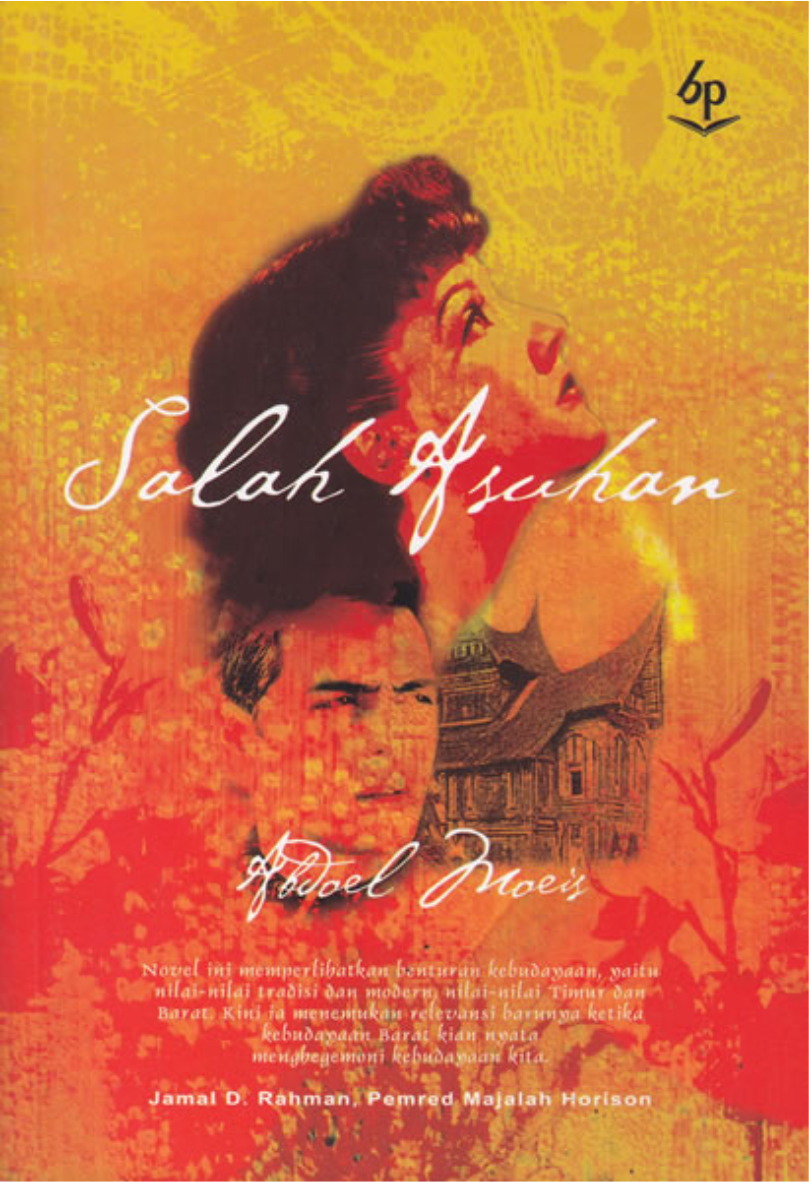 bp
Salah Asuhan
Abdoel Moeis
Novel ini memperlihatkan benturan kebudayaan, yaitu
nilai-nilai tradisi dan modern, nilai-nilai Timur dan
Barat. Kini ia menemukan relevansi barunya ketika
kebudayaan Barat kian nyata
menghegemoni kebudayaan kita.
Jamal D. Rahman, Pemred Majalah Horison